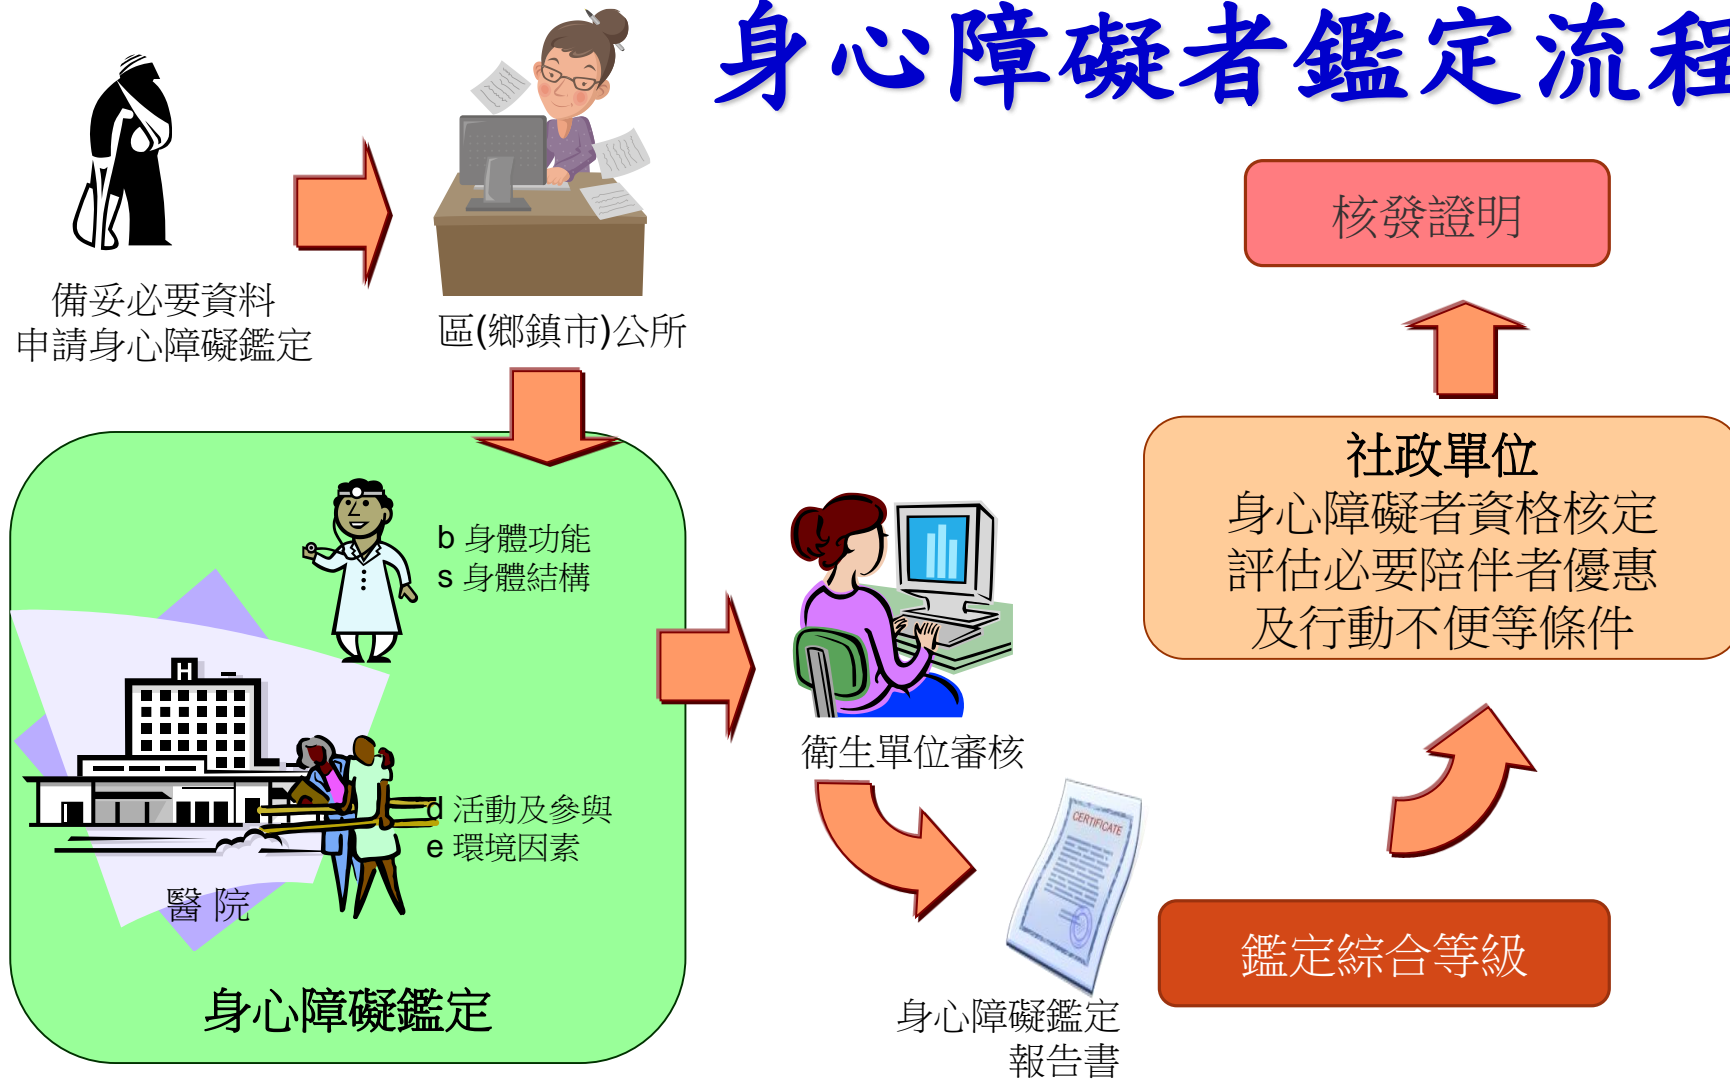 身心障礙者鑑定流程
備妥必要資料
申請身心障礙鑑定
區(鄉鎮市)公所
b 身體功能
s 身體結構
H
d 活動及參與
e 環境因素
醫 院
身心障礙鑑定
衛生單位審核
CERTIFICATE
身心障礙鑑定
報告書
鑑定綜合等級
社政單位
身心障礙者資格核定
評估必要陪伴者優惠
及行動不便等條件
核發證明